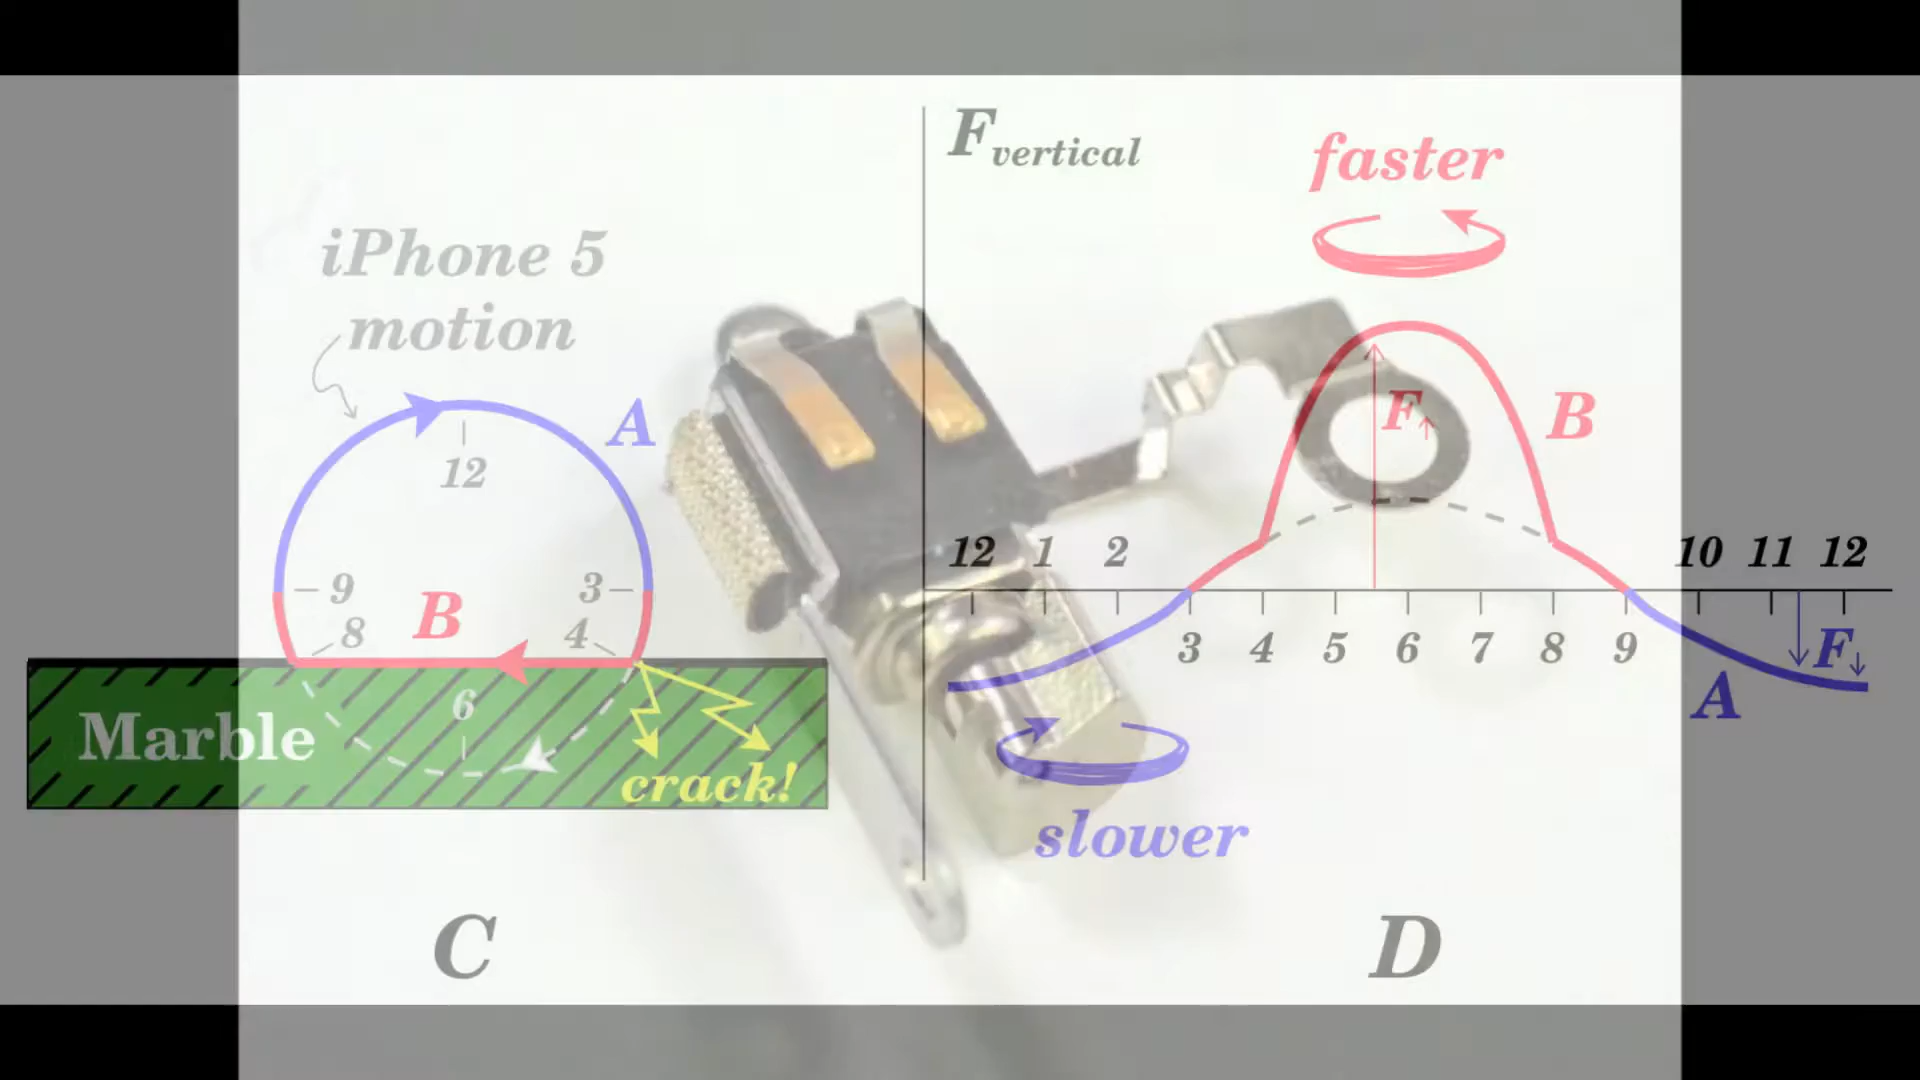 F vertical
faster
iPhone 5
motion
F↑
B
A
12
12 1 2
10 11 12
9
3
B
8
4
3 4 5 6 7 8 9
F↓
A
6
Marble
crack!
slower
C
D